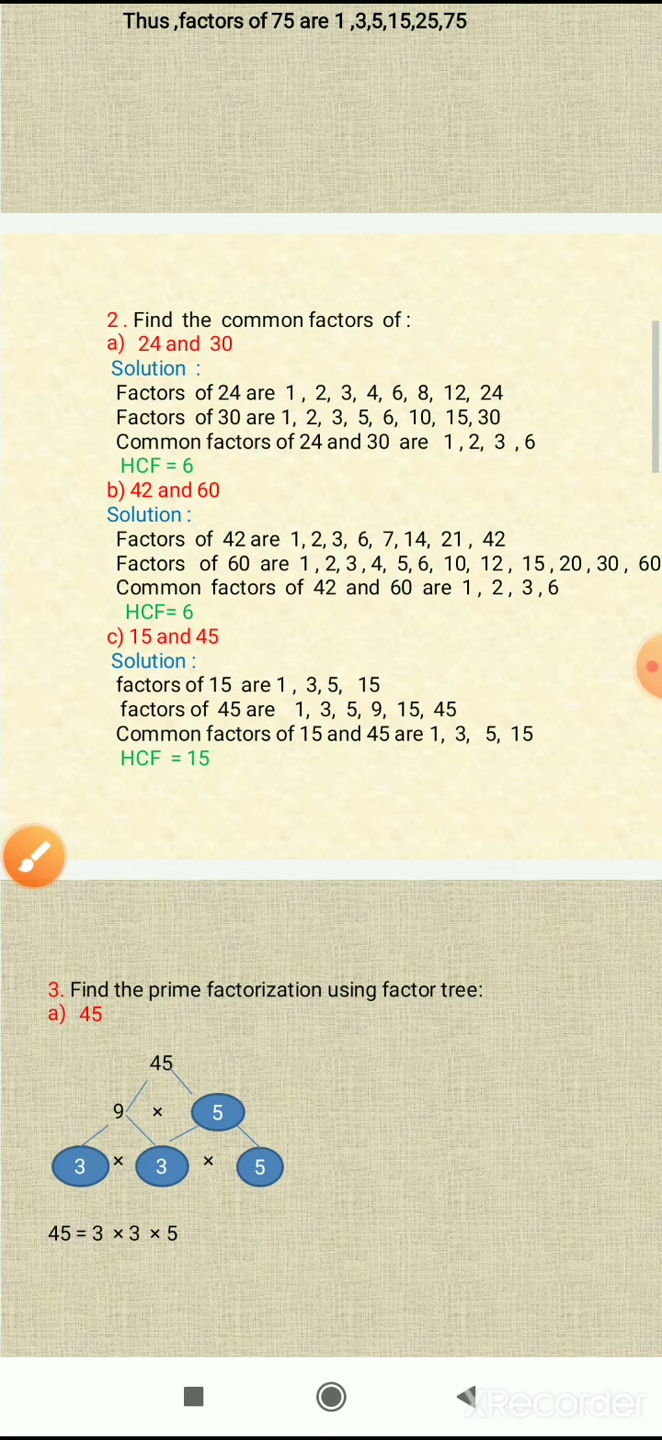 Thus ,factors of 75 are 1 ,3,5,15,25,75
2 . Find the common factors of :
a) 24 and 30
Solution :
Factors of 24 are 1 , 2, 3, 4, 6, 8, 12, 24
Factors of 30 are 1, 2, 3, 5, 6, 10, 15, 30
Common factors of 24 and 30 are 1 , 2, 3 , 6
HCF = 6
b) 42 and 60
Solution :
Factors of 42 are 1, 2, 3, 6, 7, 14, 21 , 42
Factors of 60 are 1 , 2, 3 , 4, 5, 6, 10, 12 , 15 , 20 , 30 , 60
Common factors of 42 and 60 are 1 , 2 , 3 , 6
HCF= 6
c) 15 and 45
Solution :
factors of 15 are 1 , 3, 5, 15
factors of 45 are 1, 3, 5, 9, 15, 45
Common factors of 15 and 45 are 1, 3, 5, 15
HCF = 15
3. Find the prime factorization using factor tree:
a) 45
45
9 × 5
3 × 3 × 5
45 = 3 × 3 × 5
XRecorder